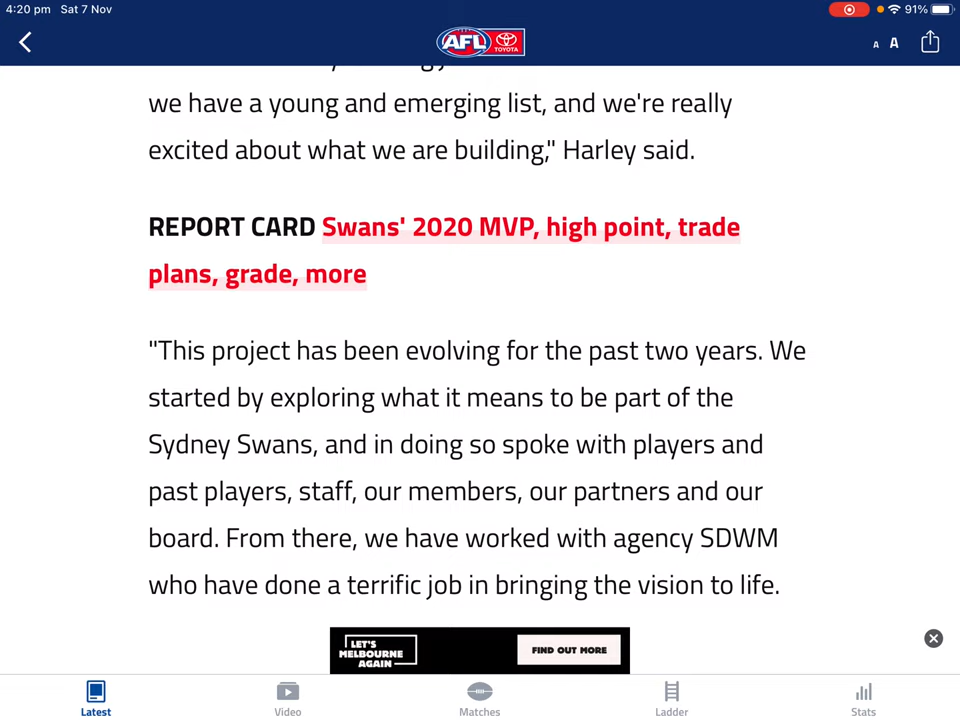 4:20 pm Sat 7 Nov 91%
AFL TOYOTA A A
we have a young and emerging list, and we're really
excited about what we are building," Harley said.
REPORT CARD Swans' 2020 MVP, high point, trade
plans, grade, more
"This project has been evolving for the past two years. We
started by exploring what it means to be part of the
Sydney Swans, and in doing so spoke with players and
past players, staff, our members, our partners and our
board. From there, we have worked with agency SDWM
who have done a terrific job in bringing the vision to life.
LET'S
MELBOURNE
AGAIN
FIND OUT MORE
Latest Video Matches Ladder Stats